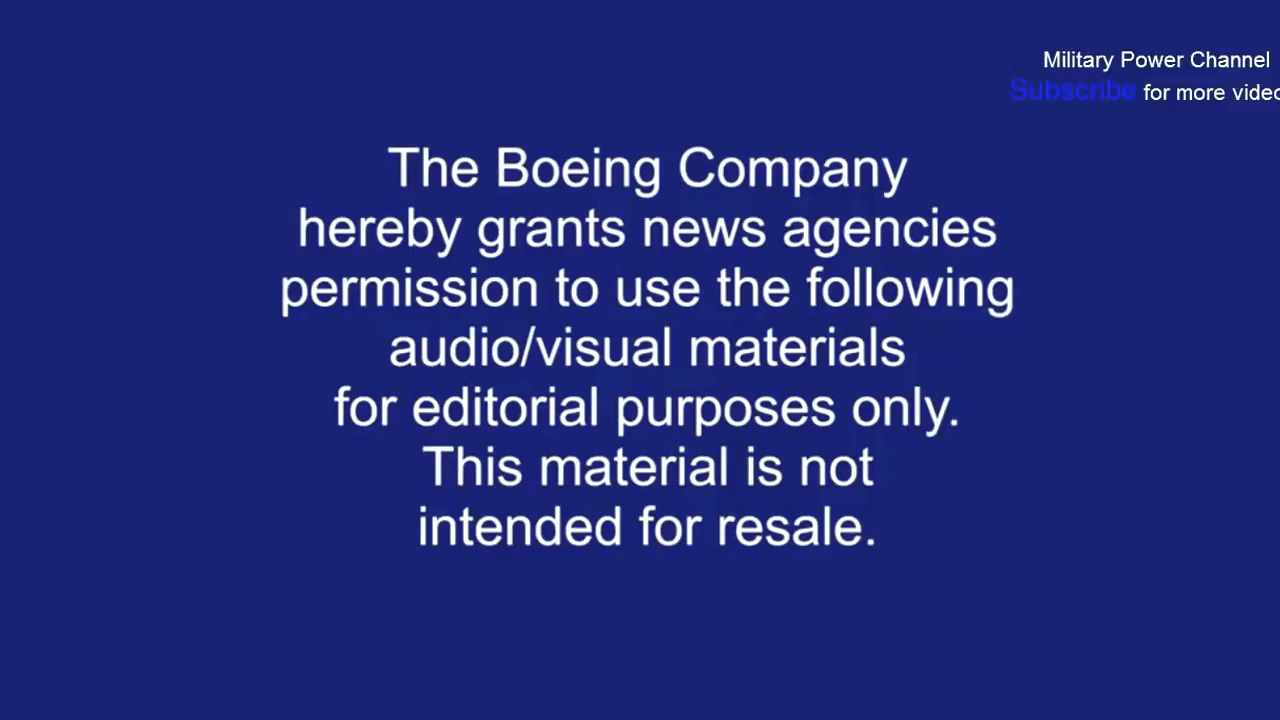 Military Power Channel
Subscribe for more video
The Boeing Company
hereby grants news agencies
permission to use the following
audio/visual materials
for editorial purposes only.
This material is not
intended for resale.